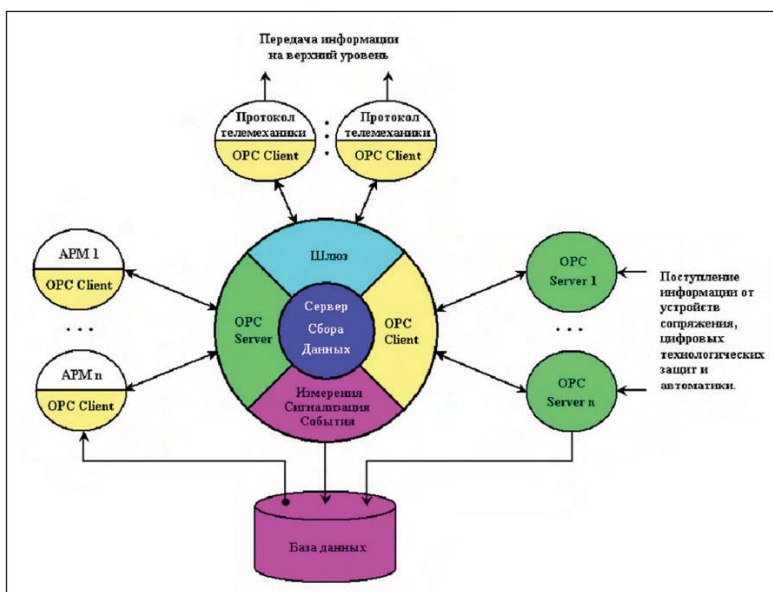 Передача информации
на верхний уровень
Протокол
телемеханики
OPC Client
Протокол
телемеханики
OPC Client
АРМ 1
OPC Client
...
АРМ n
OPC Client
Шлюз
OPC
Server
Сервер
Сбора
Данных
OPC
Client
Измерения
Сигнализация
События
OPC
Server 1
...
OPC
Server n
Поступление
информации от
устройств
сопряжения,
цифровых
технологических
защит и
автоматики.
База данных